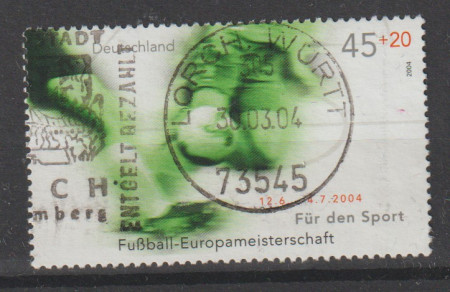 Deutschland
45+20
2004
STADT
ENTGELT BEZAHLT
LORCH, WÜRTT
30.03.04
73545
CH
mberg
12.6. 4.7.2004
Für den Sport
Fußball-Europameisterschaft